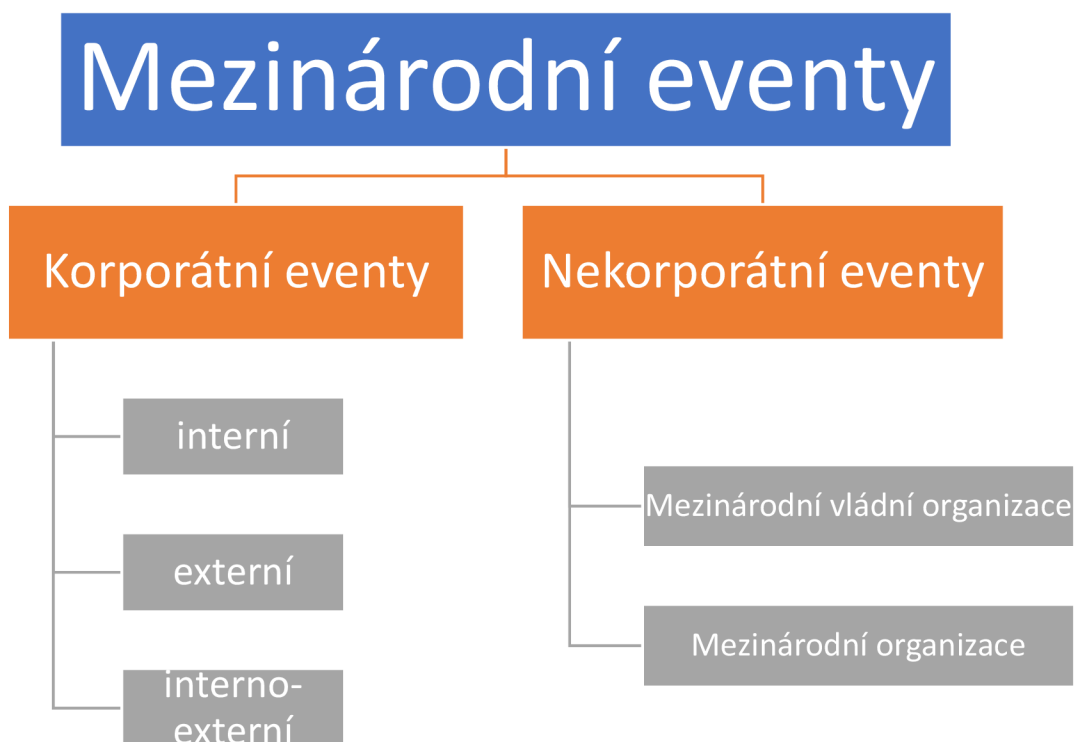 Mezinárodní eventy
Korporátní eventy
Nekorporátní eventy
interní
externí
interno-
externí
Mezinárodní vládní organizace
Mezinárodní organizace